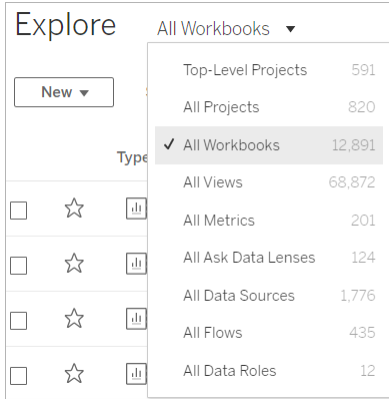 Explore All Workbooks
Top-Level Projects 591
New
All Projects 820
All Workbooks 12,891
Type
All Views 68,872
All Metrics 201
All Ask Data Lenses 124
All Data Sources 1,776
All Flows 435
All Data Roles 12